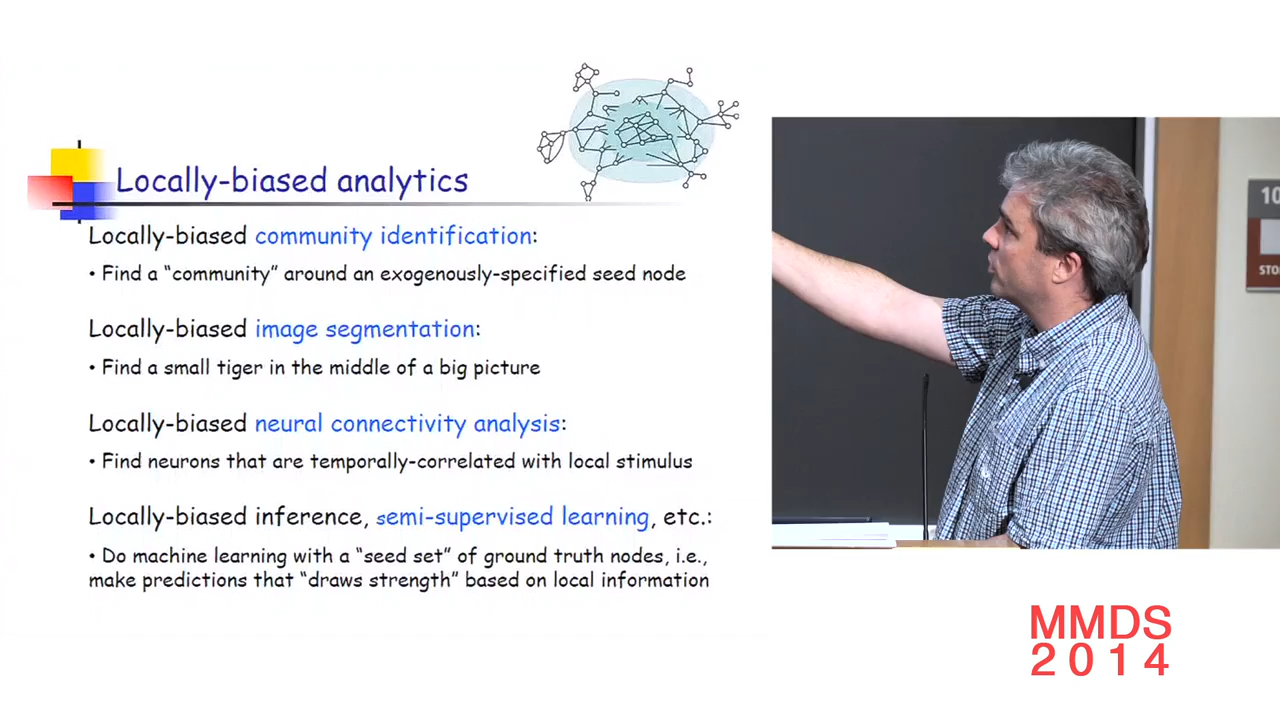 Locally-biased analytics
Locally-biased community identification:
• Find a “community” around an exogenously-specified seed node
Locally-biased image segmentation:
• Find a small tiger in the middle of a big picture
Locally-biased neural connectivity analysis:
• Find neurons that are temporally-correlated with local stimulus
Locally-biased inference, semi-supervised learning, etc.:
• Do machine learning with a “seed set” of ground truth nodes, i.e.,
make predictions that “draws strength” based on local information
10
STO
MMDS
2014